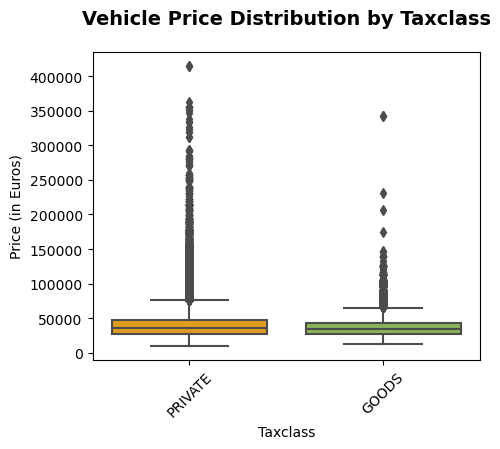 Vehicle Price Distribution by Taxclass
400000
350000
300000
250000
200000
150000
100000
50000
0
Price (in Euros)
PRIVATE
GOODS
Taxclass